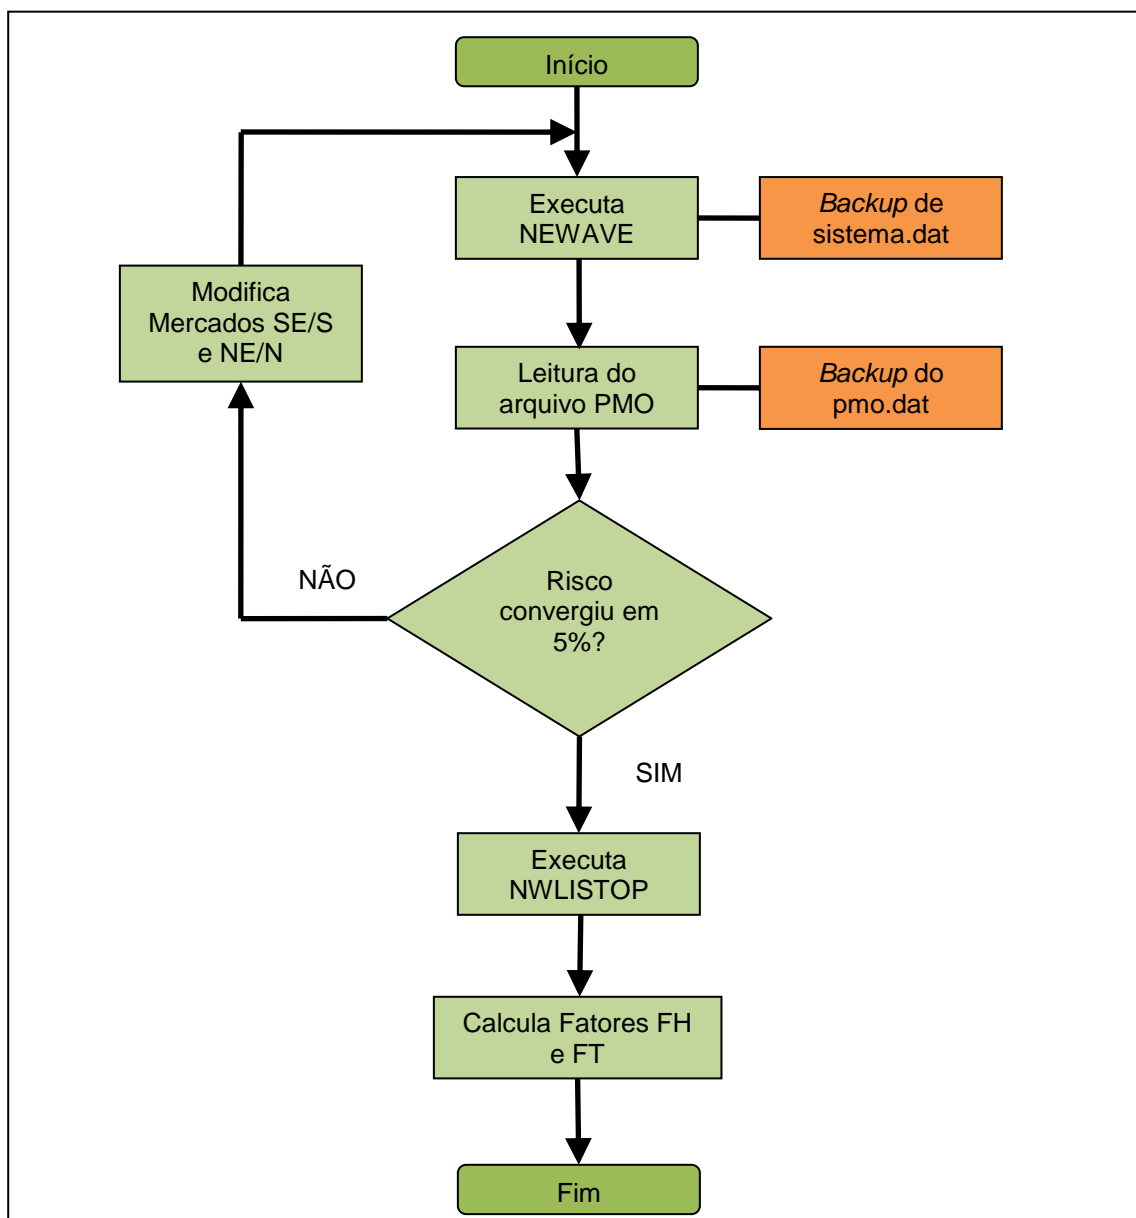 Início
Executa
NEWAVE
Backup de
sistema.dat
Modifica
Mercados SE/S
e NE/N
Leitura do
arquivo PMO
Backup do
pmo.dat
NÃO
Risco
convergiu em
5%?
SIM
Executa
NWLISTOP
Calcula Fatores FH
e FT
Fim